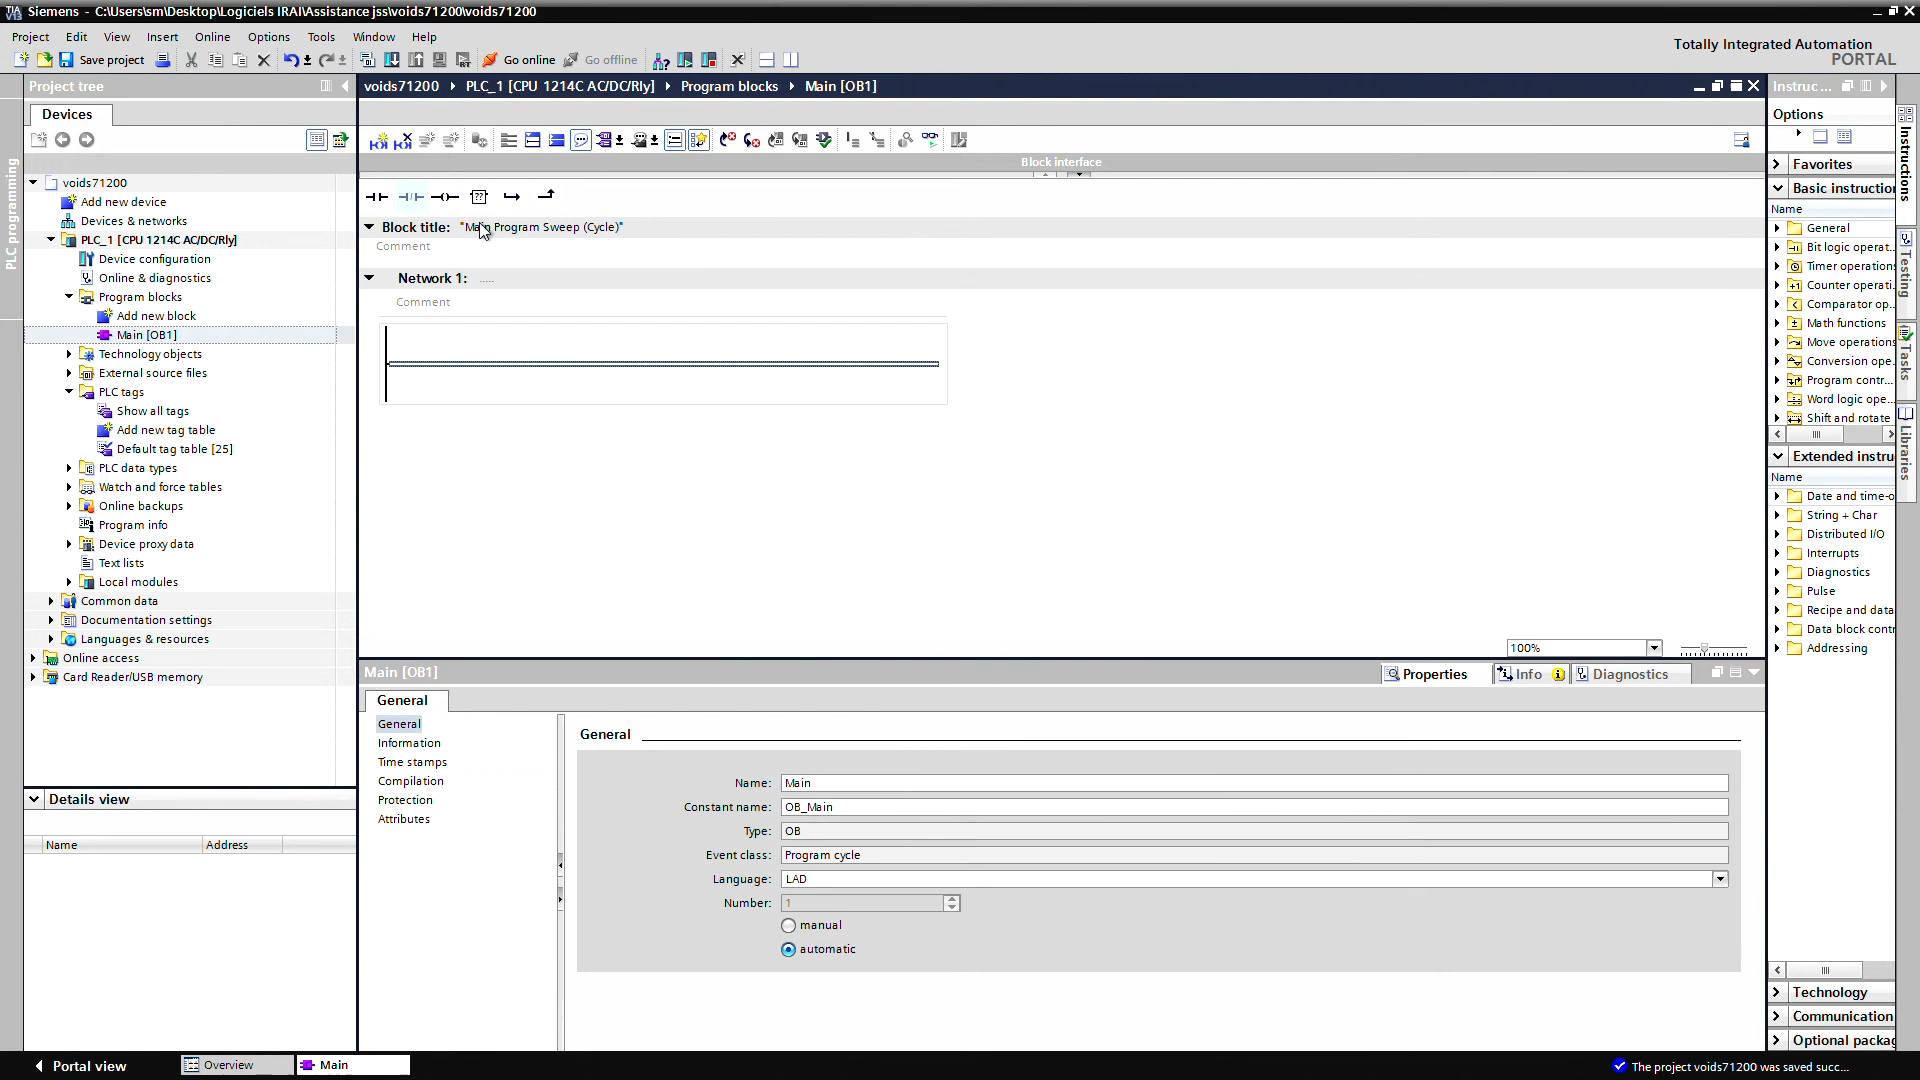 Siemens - C:\Users\sm\Desktop\Logiciels IRAI\Assistance jss\voids71200\voids71200
Project Edit View Insert Online Options Tools Window Help
Totally Integrated Automation
PORTAL
Save project
Go online
Go offline
Project tree
voids71200 PLC_1 [CPU 1214C AC/DC/Rly] Program blocks Main [OB1]
Instruc...
Devices
Options
PLC programming
Block interface
voids71200
Add new device
Devices & networks
PLC_1 [CPU 1214C AC/DC/Rly]
Device configuration
Online & diagnostics
Program blocks
Add new block
Main [OB1]
Technology objects
External source files
PLC tags
Show all tags
Add new tag table
Default tag table [25]
PLC data types
Watch and force tables
Online backups
Program info
Device proxy data
Text lists
Local modules
Common data
Documentation settings
Languages & resources
Online access
Card Reader/USB memory
Details view
Name Address
??
Block title: "Main Program Sweep (Cycle)"
Comment
Network 1: .....
Comment
100%
Main [OB1]
Properties Info Diagnostics
General
General
Information
Time stamps
Compilation
Protection
Attributes
General
Name: Main
Constant name: OB_Main
Type: OB
Event class: Program cycle
Language: LAD
Number: 1
manual
automatic
Favorites
Basic instruction
Name
General
Bit logic operat...
Timer operations
Counter operati...
Comparator op...
Math functions
Move operations
Conversion ope...
Program contr...
Word logic ope...
Shift and rotate
Extended instru
Name
Date and time-o
String + Char
Distributed I/O
Interrupts
Diagnostics
Pulse
Recipe and data
Data block contr
Addressing
Technology
Communication
Optional packag
Instructions
Testing
Tasks
Libraries
Portal view
Overview
Main
The project voids71200 was saved succ...